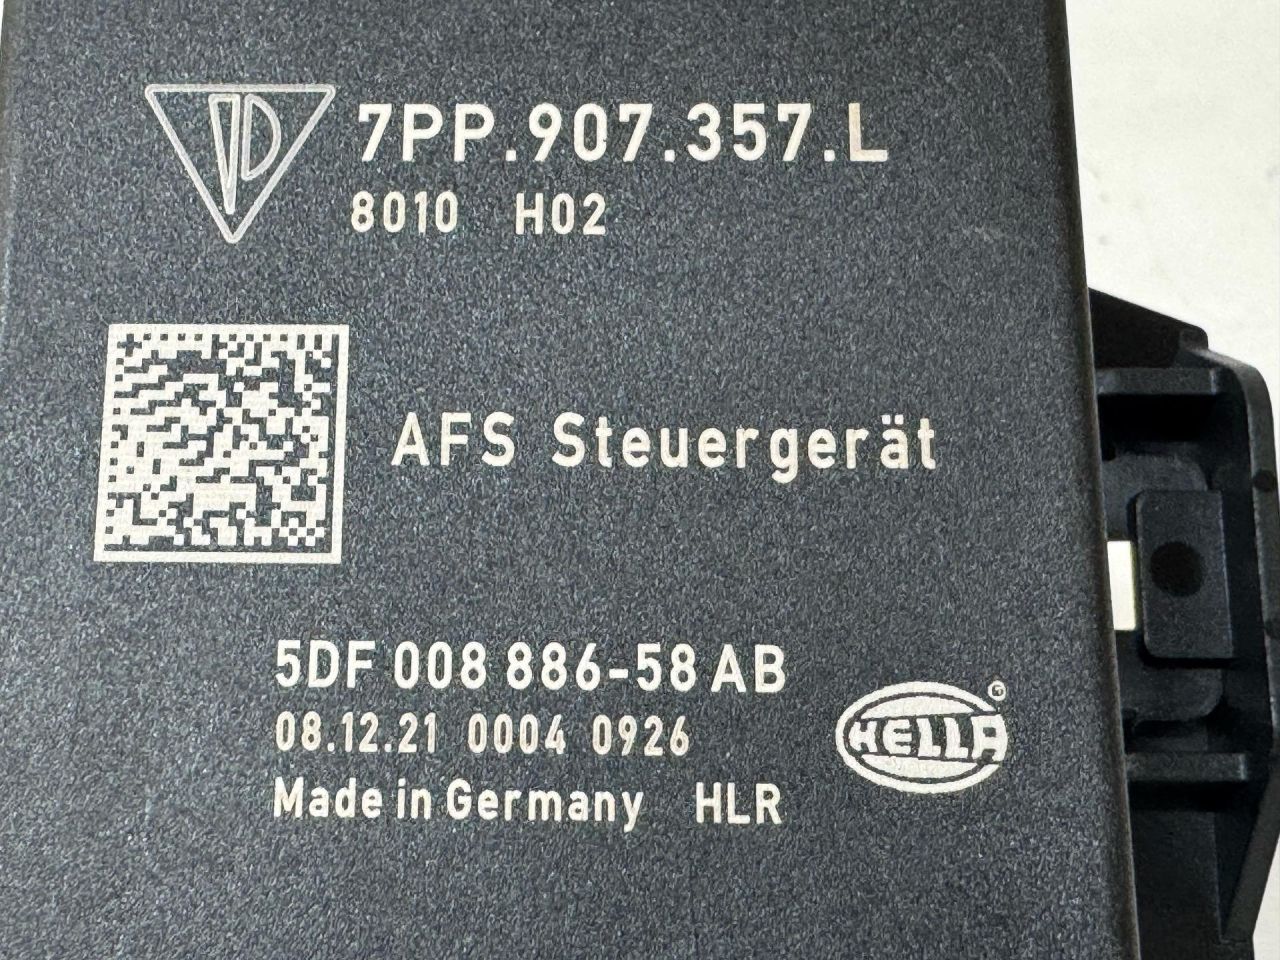 7PP.907.357.L
8010 H02
AFS Steuergerät
5DF 008 886-58 AB
08.12.21 0004 0926
Made in Germany HLR
HELLA